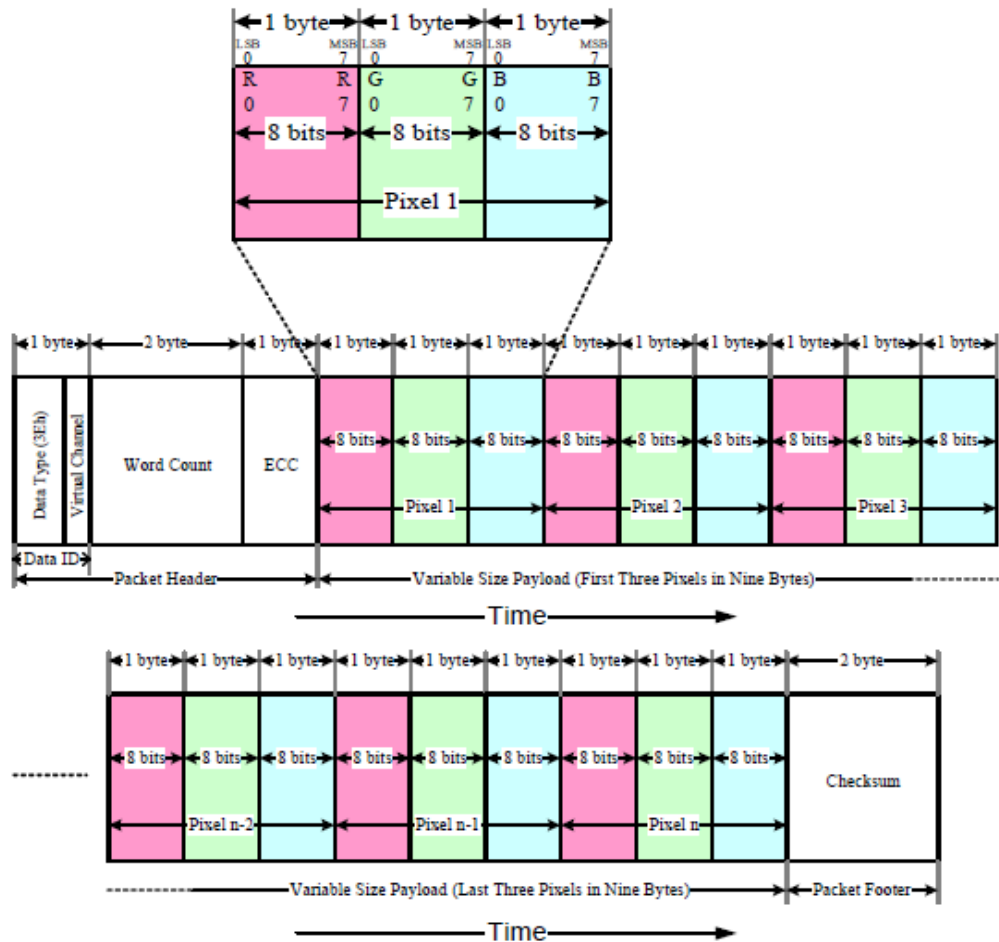 1 byte 1 byte 1 byte
LSB MSB LSB MSB LSB MSB
0 7 0 7 0 7
R R G G B B
0 7 0 7 0 7
8 bits 8 bits 8 bits
Pixel 1
1 byte 2 byte 1 byte 1 byte 1 byte 1 byte 1 byte 1 byte 1 byte 1 byte 1 byte 1 byte
Data Type (3Eh)
Virtual Channel
Word Count
ECC
8 bits 8 bits 8 bits 8 bits 8 bits 8 bits 8 bits 8 bits 8 bits
Pixel 1 Pixel 2 Pixel 3
Data ID
Packet Header Variable Size Payload (First Three Pixels in Nine Bytes)
Time
1 byte 1 byte 1 byte 1 byte 1 byte 1 byte 1 byte 1 byte 1 byte 2 byte
8 bits 8 bits 8 bits 8 bits 8 bits 8 bits 8 bits 8 bits 8 bits
Checksum
Pixel n-2 Pixel n-1 Pixel n
Variable Size Payload (Last Three Pixels in Nine Bytes) Packet Footer
Time